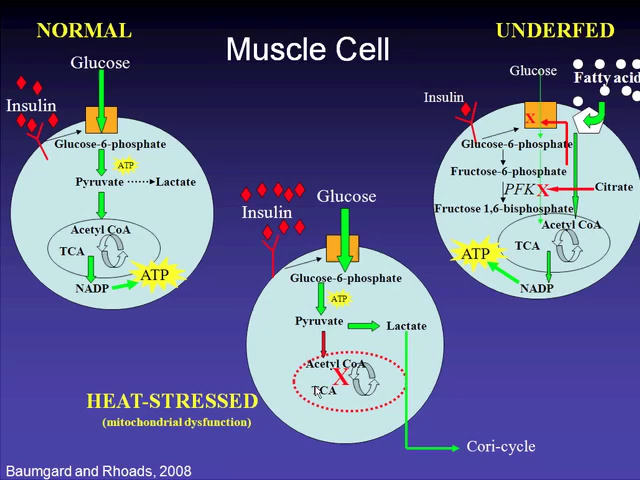 NORMAL
Muscle Cell
UNDERFED
Glucose
Insulin
Glucose-6-phosphate
ATP
Pyruvate
Lactate
Acetyl CoA
TCA
NADP
ATP
Glucose
Fatty acid
Insulin
X
Glucose-6-phosphate
Fructose-6-phosphate
PFK X
Citrate
Fructose 1,6-bisphosphate
Acetyl CoA
TCA
ATP
NADP
Glucose
Insulin
Glucose-6-phosphate
ATP
Pyruvate
Lactate
Acetyl CoA
X
TCA
HEAT-STRESSED
(mitochondrial dysfunction)
Cori-cycle
Baumgard and Rhoads, 2008